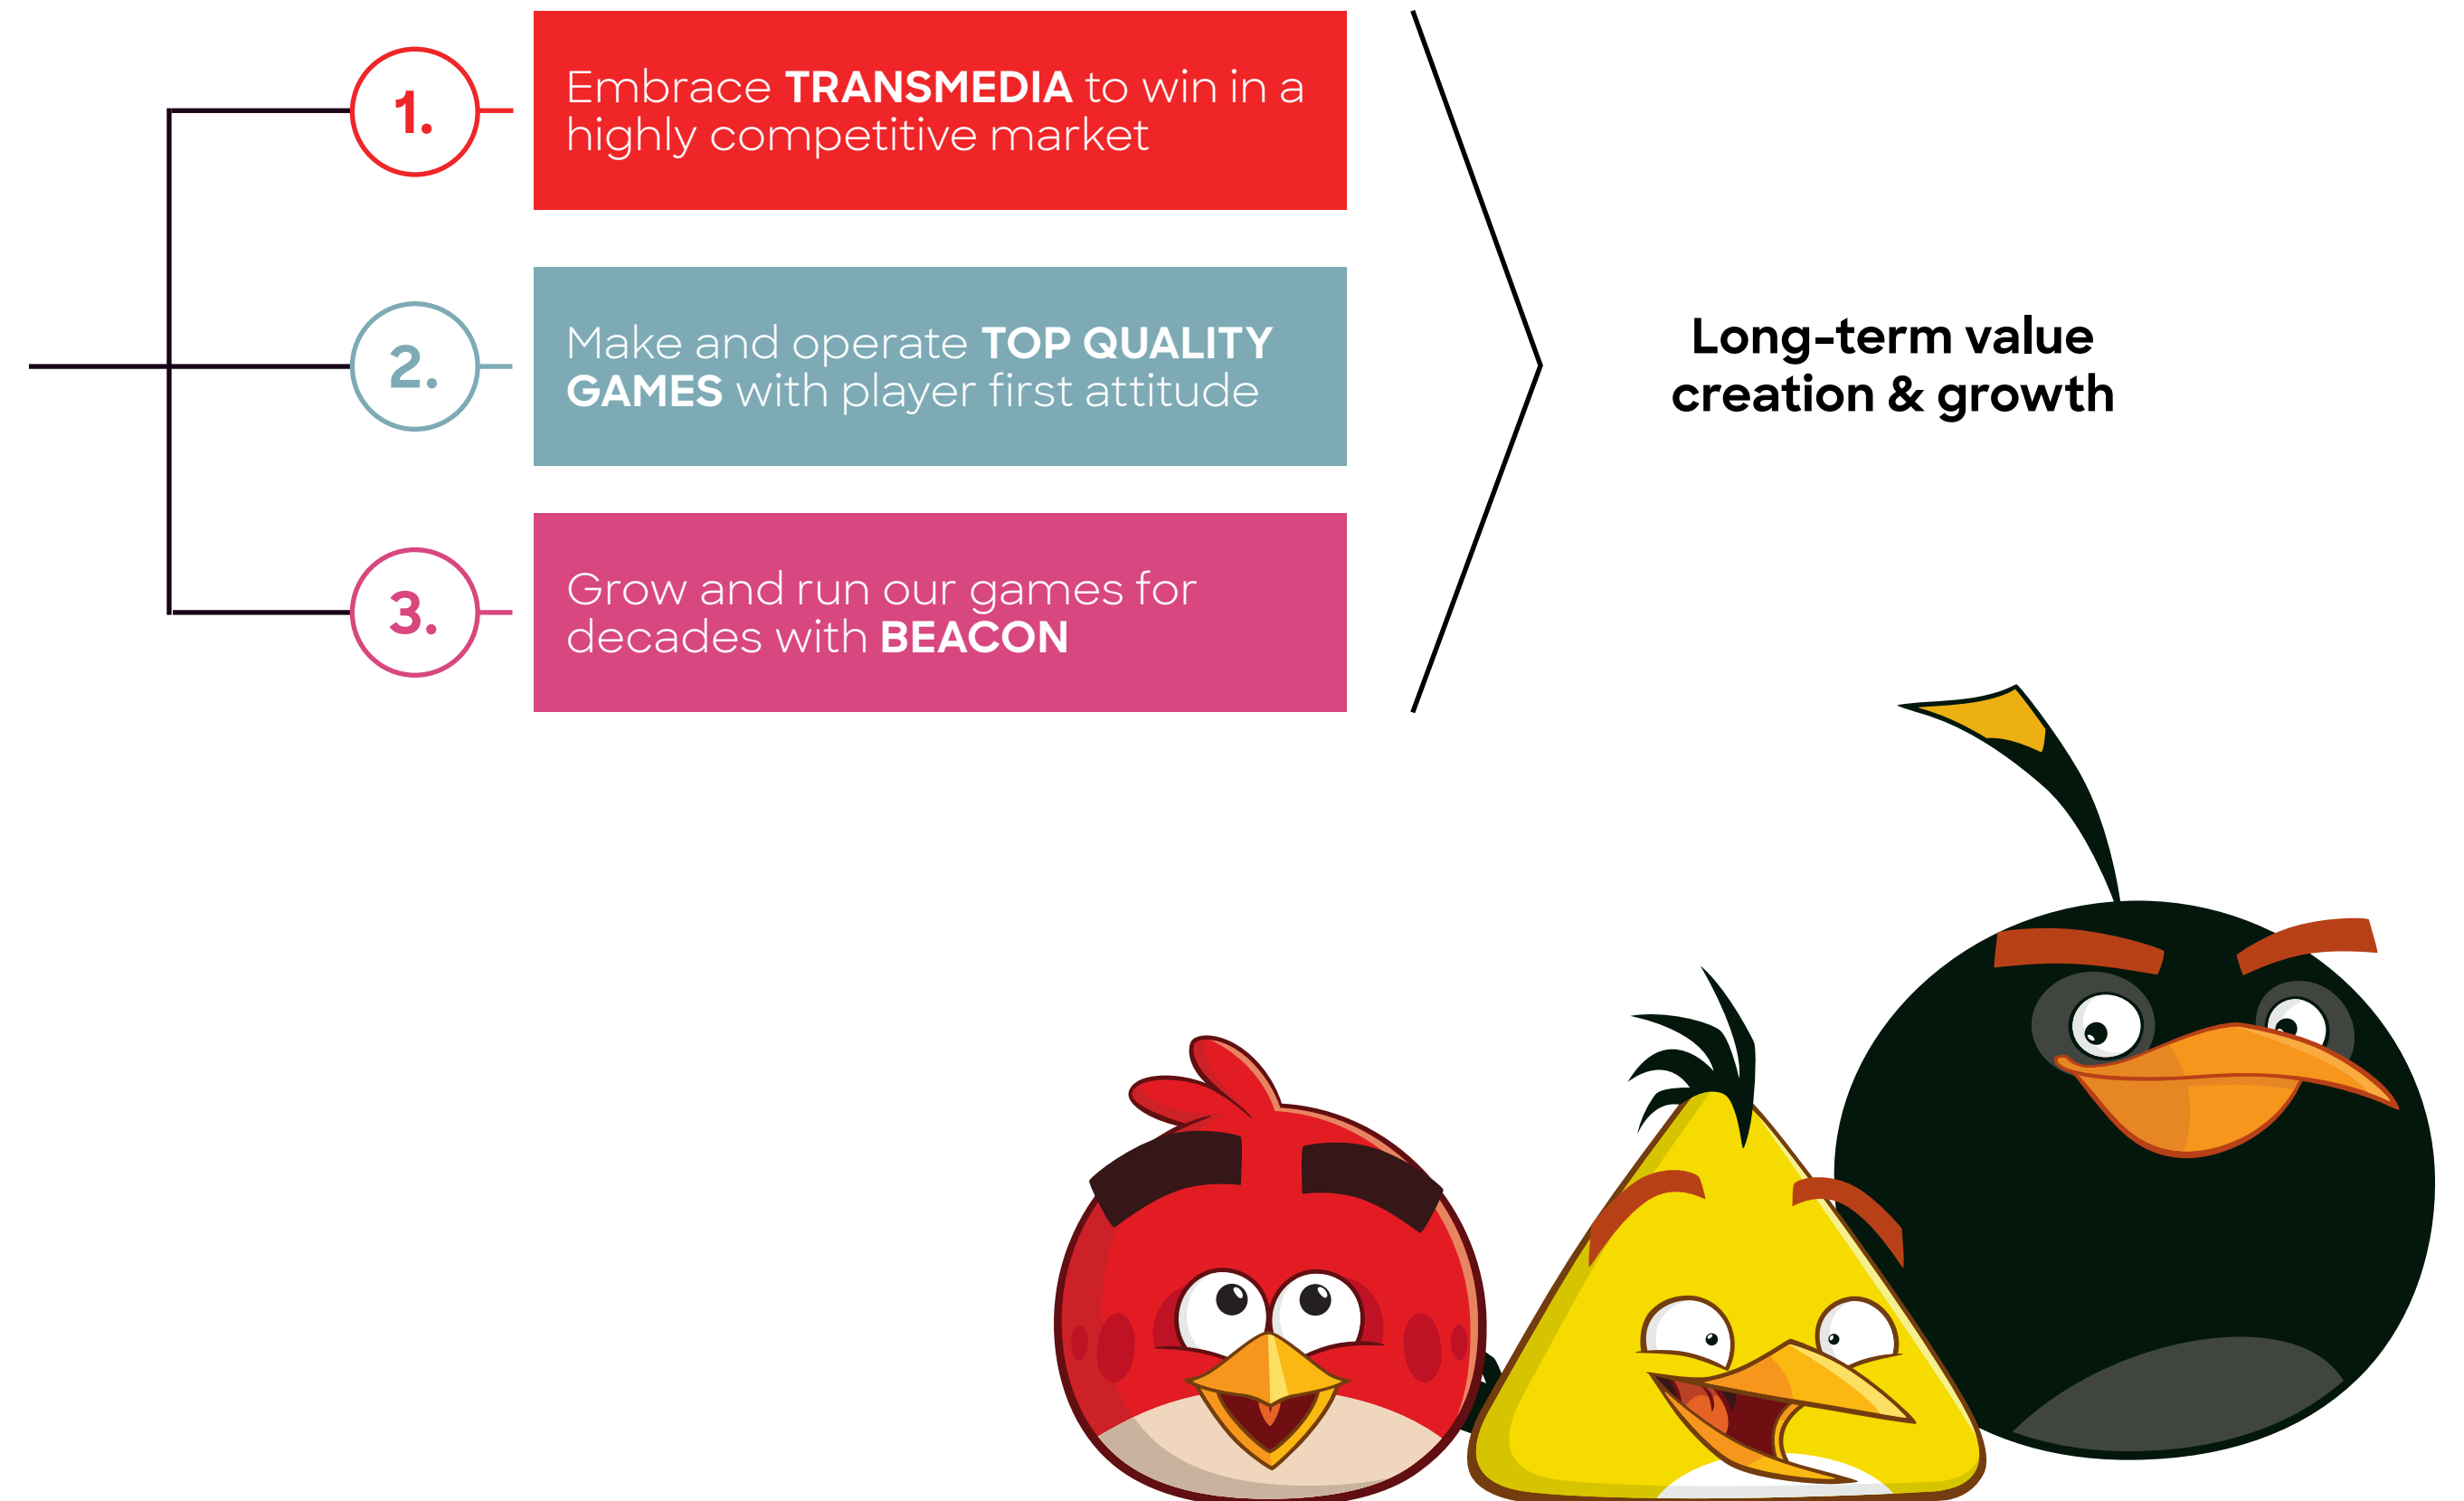 1.
Embrace TRANSMEDIA to win in a
highly competitive market
2.
Make and operate TOP QUALITY
GAMES with player first attitude
3.
Grow and run our games for
decades with BEACON
Long-term value
creation & growth